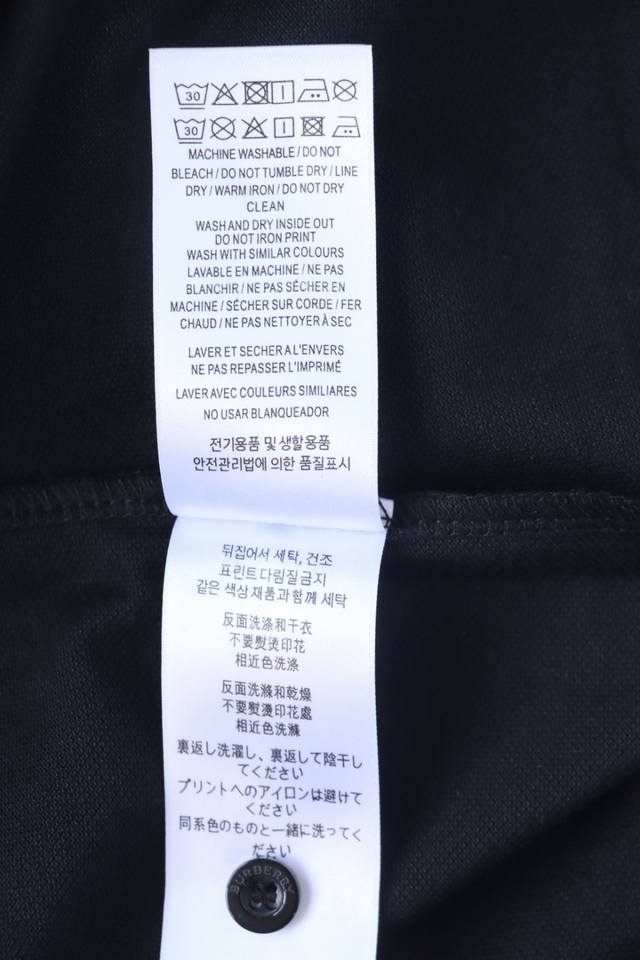 30
30
MACHINE WASHABLE / DO NOT
BLEACH / DO NOT TUMBLE DRY / LINE
DRY / WARM IRON / DO NOT DRY
CLEAN
WASH AND DRY INSIDE OUT
DO NOT IRON PRINT
WASH WITH SIMILAR COLOURS
LAVABLE EN MACHINE / NE PAS
BLANCHIR / NE PAS SÉCHER EN
MACHINE / SÉCHER SUR CORDE / FER
CHAUD / NE PAS NETTOYER À SEC
LAVER ET SECHER A L'ENVERS
NE PAS REPASSER L'IMPRIMÉ
LAVER AVEC COULEURS SIMILIARES
NO USAR BLANQUEADOR
전기용품 및 생활용품
안전관리법에 의한 품질표시
뒤집어서 세탁, 건조
표린트 다림질금지
같은 색상 재품과 함께 세탁
反面洗涤和干衣
不要熨烫印花
相近色洗涤
反面洗滌和乾燥
不要熨燙印花處
相近色洗滌
裏返し洗濯し、裏返して陰干し
てください
プリントへのアイロンは避けて
ください
同系色のものと一緒に洗ってく
ださい
BURBERRY